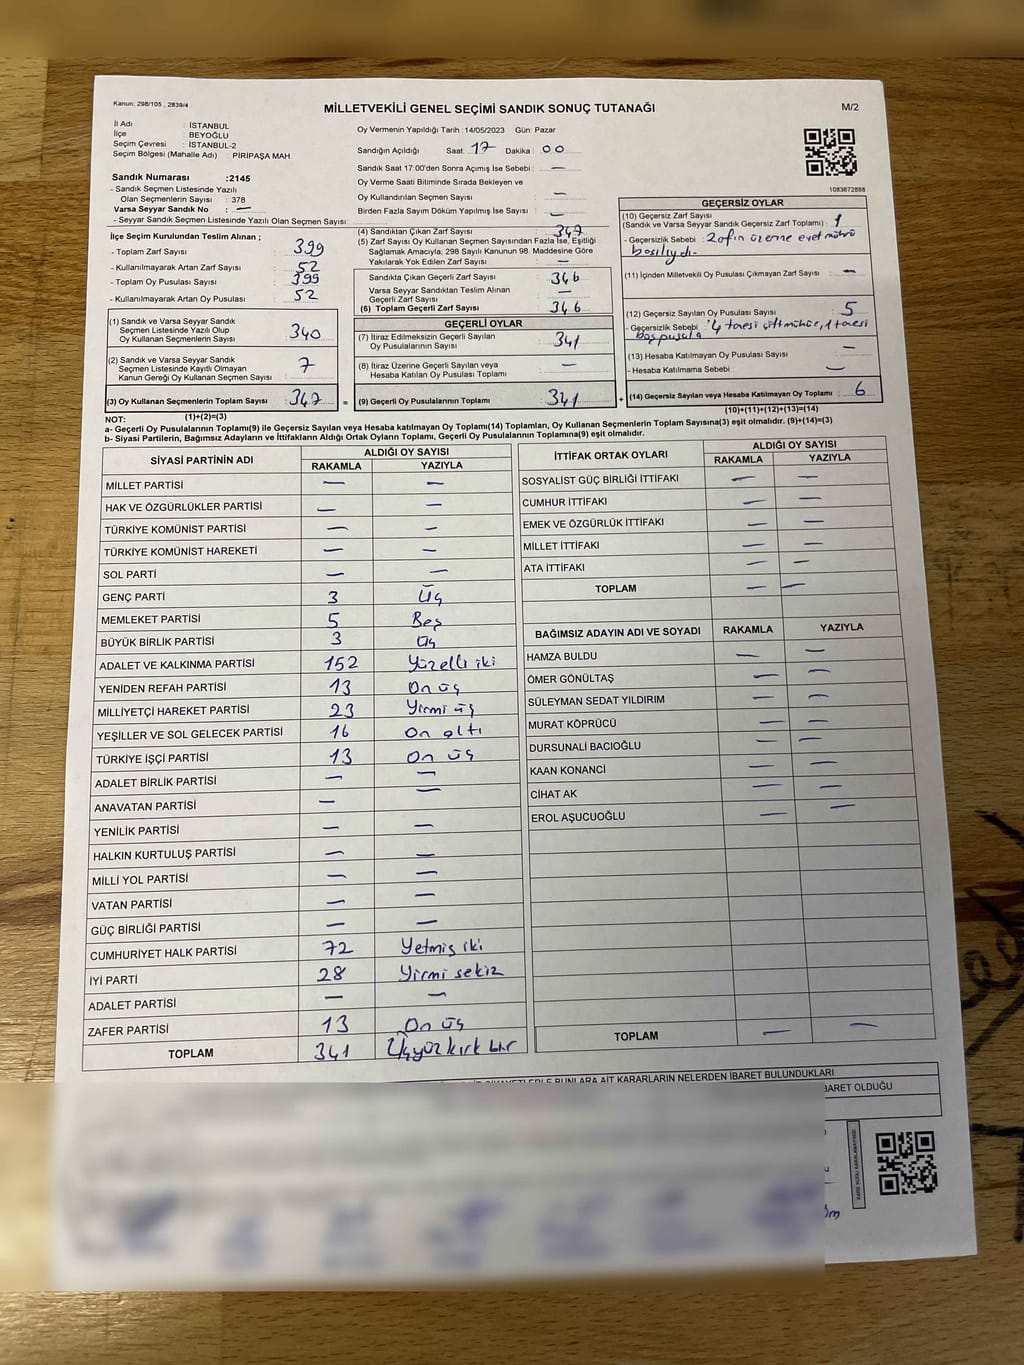 Kanun; 298/105 , 2839/4
MİLLETVEKİLİ GENEL SEÇİMİ SANDIK SONUÇ TUTANAĞI
M/2
İl Adı : İSTANBUL
İlçe : BEYOĞLU
Seçim Çevresi : İSTANBUL-2
Seçim Bölgesi (Mahalle Adı) : PİRİPAŞA MAH.
Sandık Numarası :2145
- Sandık Seçmen Listesinde Yazılı
Olan Seçmenlerin Sayısı : 378
Varsa Seyyar Sandık No : —
- Seyyar Sandık Seçmen Listesinde Yazılı Olan Seçmen Sayısı:
Oy Vermenin Yapıldığı Tarih :14/05/2023 Gün: Pazar
Sandığın Açıldığı Saat : 17 Dakika : 00
Sandık Saat 17:00'den Sonra Açımış İse Sebebi : —
Oy Verme Saati Bitiminde Sırada Bekleyen ve
Oy Kullandırılan Seçmen Sayısı : —
Birden Fazla Sayım Döküm Yapılmış İse Sayısı : —
1083672888
İlçe Seçim Kurulundan Teslim Alınan ;
- Toplam Zarf Sayısı : 399
- Kullanılmayarak Artan Zarf Sayısı : 52
- Toplam Oy Pusulası Sayısı : 399
- Kullanılmayarak Artan Oy Pusulası : 52
(1) Sandık ve Varsa Seyyar Sandık
Seçmen Listesinde Yazılı Olup
Oy Kullanan Seçmenlerin Sayısı : 340
(2) Sandık ve Varsa Seyyar Sandık
Seçmen Listesinde Kayıtlı Olmayan
Kanun Gereği Oy Kullanan Seçmen Sayısı : 7
(3) Oy Kullanan Seçmenlerin Toplam Sayısı : 347 =
(4) Sandıktan Çıkan Zarf Sayısı : 347
(5) Zarf Sayısı Oy Kullanan Seçmen Sayısından Fazla İse, Eşitliği
Sağlamak Amacıyla; 298 Sayılı Kanunun 98. Maddesine Göre
Yakılarak Yok Edilen Zarf Sayısı : —
Sandıkta Çıkan Geçerli Zarf Sayısı : 346
Varsa Seyyar Sandıktan Teslim Alınan
Geçerli Zarf Sayısı : —
(6) Toplam Geçerli Zarf Sayısı : 346
GEÇERLİ OYLAR
(7) İtiraz Edilmeksizin Geçerli Sayılan
Oy Pusulalarının Sayısı : 341
(8) İtiraz Üzerine Geçerli Sayılan veya
Hesaba Katılan Oy Pusulası Toplamı : —
(9) Geçerli Oy Pusulalarının Toplamı : 341 +
GEÇERSİZ OYLAR
(10) Geçersiz Zarf Sayısı
(Sandık ve Varsa Seyyar Sandık Geçersiz Zarf Toplamı) : 1
- Geçersizlik Sebebi : Zarfın üzerine evet mührü
basılıydı.
(11) İçinden Milletvekili Oy Pusulası Çıkmayan Zarf Sayısı : —
(12) Geçersiz Sayılan Oy Pusulası Sayısı : 5
- Geçersizlik Sebebi : 4 tanesi çift mühür, 1 tanesi
boş pusula
(13) Hesaba Katılmayan Oy Pusulası Sayısı : —
- Hesaba Katılmama Sebebi : —
(14) Geçersiz Sayılan veya Hesaba Katılmayan Oy Toplamı : 6
NOT: (1)+(2)=(3)
(10)+(11)+(12)+(13)=(14)
a- Geçerli Oy Pusulalarının Toplamı(9) ile Geçersiz Sayılan veya Hesaba katılmayan Oy Toplamı(14) Toplamları, Oy Kullanan Seçmenlerin Toplam Sayısına(3) eşit olmalıdır. (9)+(14)=(3)
b- Siyasi Partilerin, Bağımsız Adayların ve İttifakların Aldığı Ortak Oyların Toplamı, Geçerli Oy Pusulalarının Toplamına(9) eşit olmalıdır.
SİYASİ PARTİNİN ADI ALDIĞI OY SAYISI
RAKAMLA YAZIYLA
MİLLET PARTİSİ — —
HAK VE ÖZGÜRLÜKLER PARTİSİ — —
TÜRKİYE KOMÜNİST PARTİSİ — —
TÜRKİYE KOMÜNİST HAREKETİ — —
SOL PARTİ — —
GENÇ PARTİ 3 Üç
MEMLEKET PARTİSİ 5 Beş
BÜYÜK BİRLİK PARTİSİ 3 Üç
ADALET VE KALKINMA PARTİSİ 152 Yüzelli iki
YENİDEN REFAH PARTİSİ 13 On üç
MİLLİYETÇİ HAREKET PARTİSİ 23 Yirmi üç
YEŞİLLER VE SOL GELECEK PARTİSİ 16 On altı
TÜRKİYE İŞÇİ PARTİSİ 13 On üç
ADALET BİRLİK PARTİSİ — —
ANAVATAN PARTİSİ — —
YENİLİK PARTİSİ — —
HALKIN KURTULUŞ PARTİSİ — —
MİLLİ YOL PARTİSİ — —
VATAN PARTİSİ — —
GÜÇ BİRLİĞİ PARTİSİ — —
CUMHURİYET HALK PARTİSİ 72 Yetmiş iki
İYİ PARTİ 28 Yirmi sekiz
ADALET PARTİSİ — —
ZAFER PARTİSİ 13 On üç
TOPLAM 341 Üçyüz kırk bir
İTTİFAK ORTAK OYLARI ALDIĞI OY SAYISI
RAKAMLA YAZIYLA
SOSYALİST GÜÇ BİRLİĞİ İTTİFAKI — —
CUMHUR İTTİFAKI — —
EMEK VE ÖZGÜRLÜK İTTİFAKI — —
MİLLET İTTİFAKI — —
ATA İTTİFAKI — —
TOPLAM — —
BAĞIMSIZ ADAYIN ADI VE SOYADI RAKAMLA YAZIYLA
HAMZA BULDU — —
ÖMER GÖNÜLTAŞ — —
SÜLEYMAN SEDAT YILDIRIM — —
MURAT KÖPRÜCÜ — —
DURSUNALİ BACIOĞLU — —
KAAN KONANCİ — —
CİHAT AK — —
EROL AŞUCUOĞLU — —
TOPLAM — —
BUNLARA AİT KARARLARIN NELERDEN İBARET BULUNDUKLARI
BARET OLDUĞU